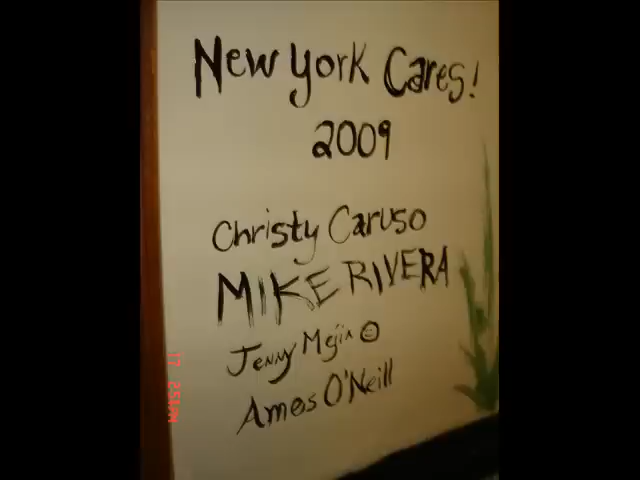 New York Cares!
2009
Christy Caruso
MIKE RIVERA
Jenny
Amos O'Neill